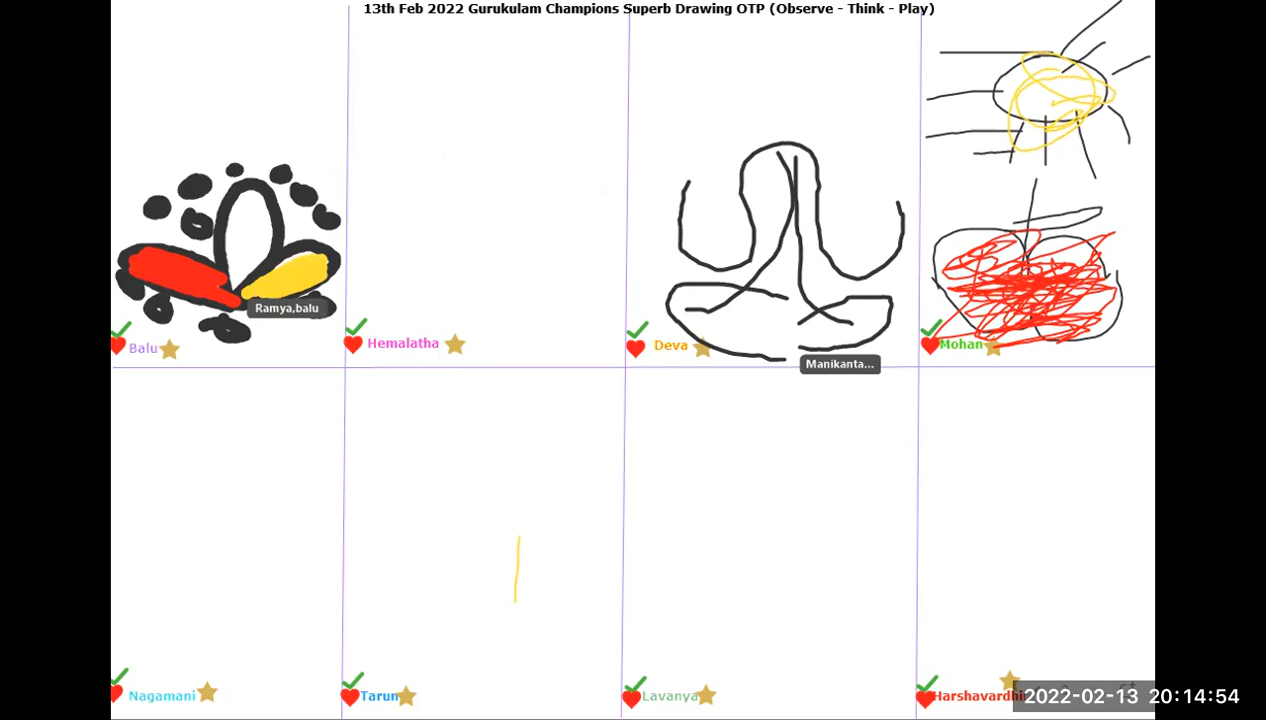 13th Feb 2022 Gurukulam Champions Superb Drawing OTP (Observe - Think - Play)
Ramya,balu
Balu
Hemalatha
Deva
Mohan
Manikanta...
Nagamani
Tarun
Lavanya
2022-02-13 20:14:54